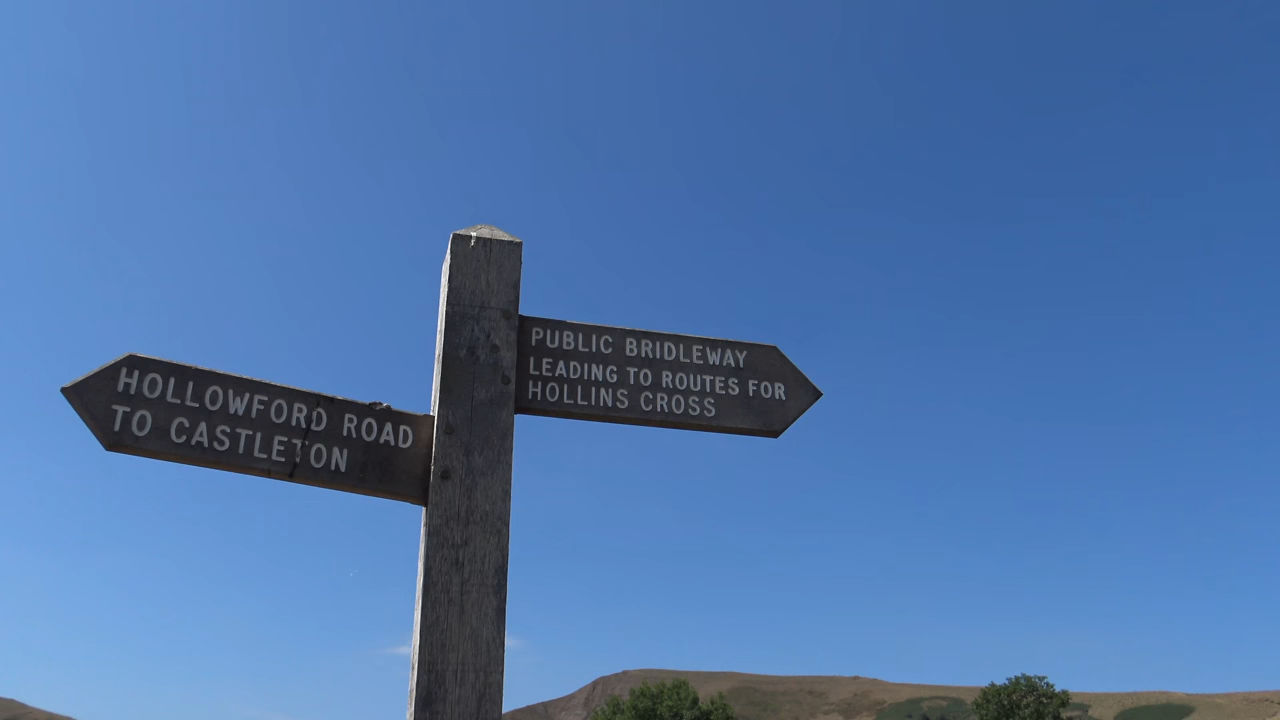 HOLLOWFORD ROAD
TO CASTLETON
PUBLIC BRIDLEWAY
LEADING TO ROUTES FOR
HOLLINS CROSS